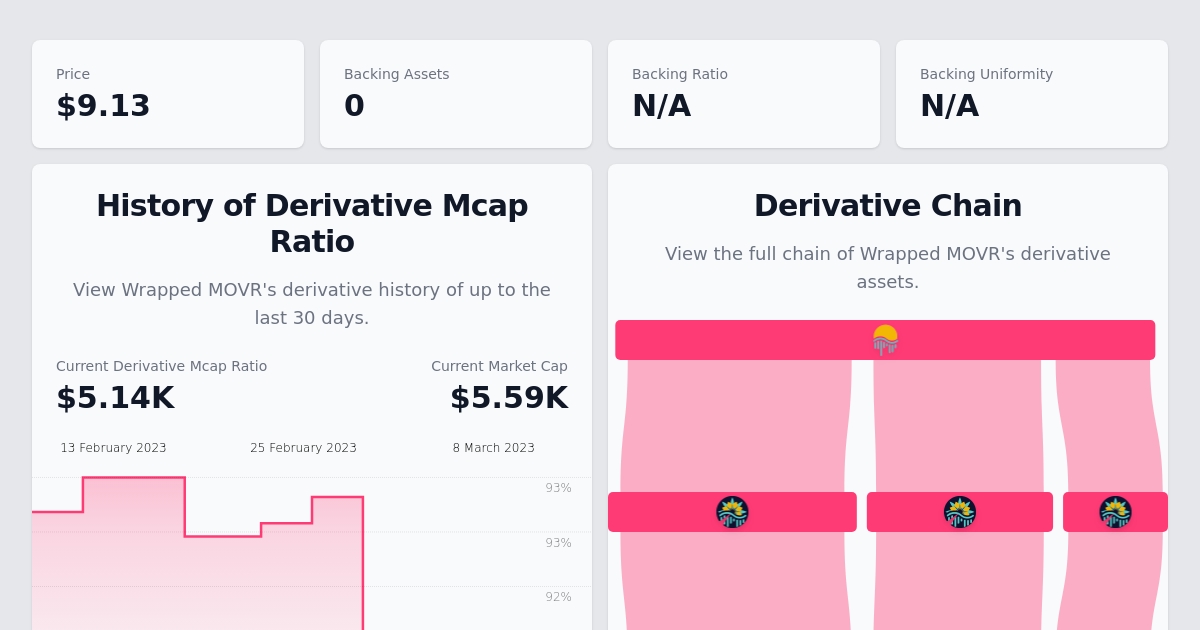 Price
$9.13
Backing Assets
0
Backing Ratio
N/A
Backing Uniformity
N/A
History of Derivative Mcap
Ratio
View Wrapped MOVR's derivative history of up to the
last 30 days.
Current Derivative Mcap Ratio
$5.14K
Current Market Cap
$5.59K
13 February 2023
25 February 2023
8 March 2023
93%
93%
92%
Derivative Chain
View the full chain of Wrapped MOVR's derivative
assets.